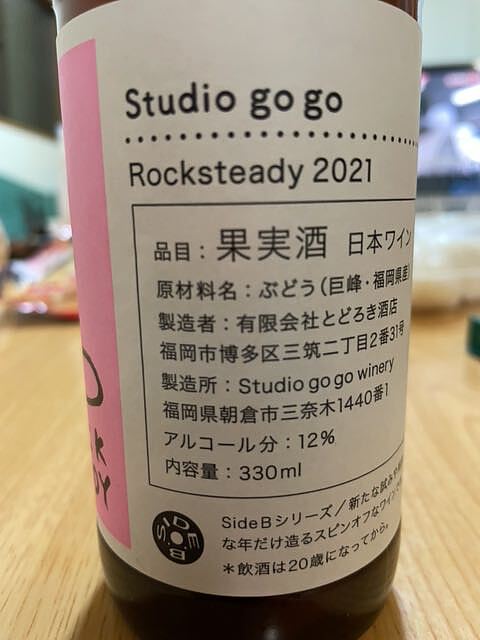 Studio go go
Rocksteady 2021
品目：果実酒 日本ワイン
原材料名：ぶどう（巨峰・福岡県産）
製造者：有限会社とどろき酒店
福岡市博多区三筑二丁目2番31号
製造所：Studio go go winery
福岡県朝倉市三奈木1440番1
アルコール分：12%
内容量：330ml
SIDE B
Side Bシリーズ／新たな試みや
な年だけ造るスピンオフなワインで
＊飲酒は20歳になってから。